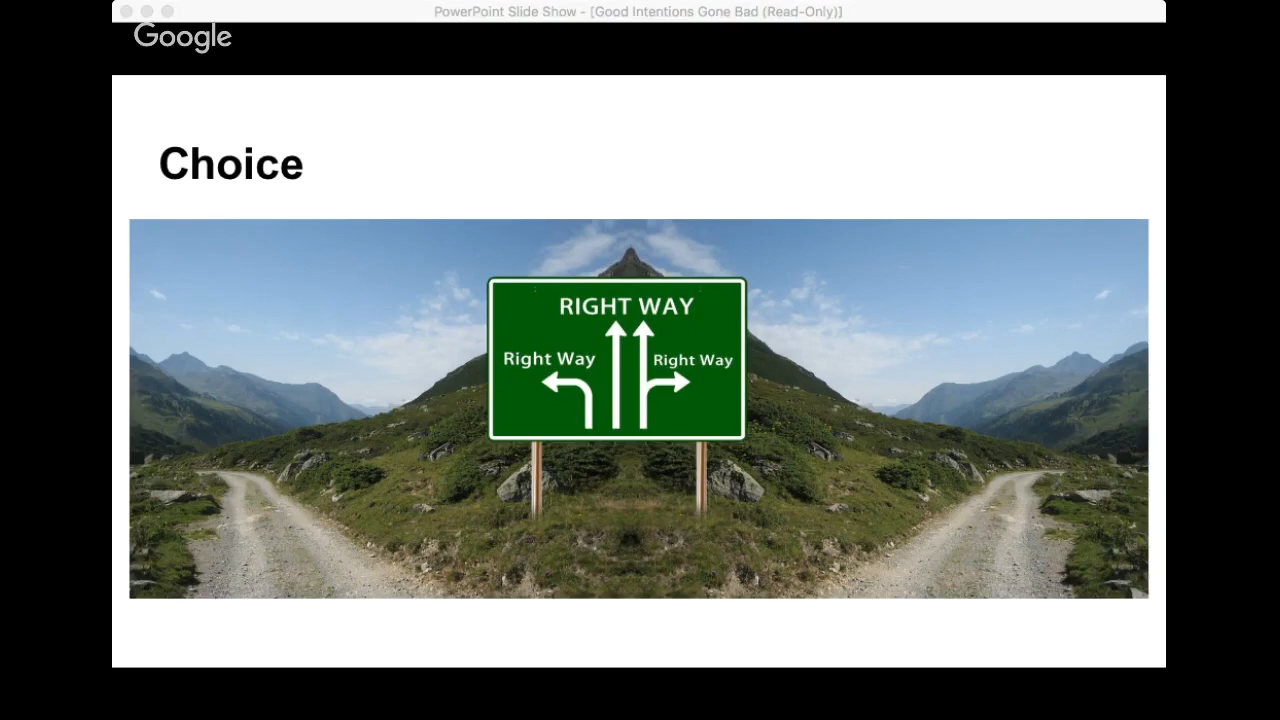 PowerPoint Slide Show - [Good Intentions Gone Bad (Read-Only)]
Google
Choice
RIGHT WAY
Right Way
Right Way